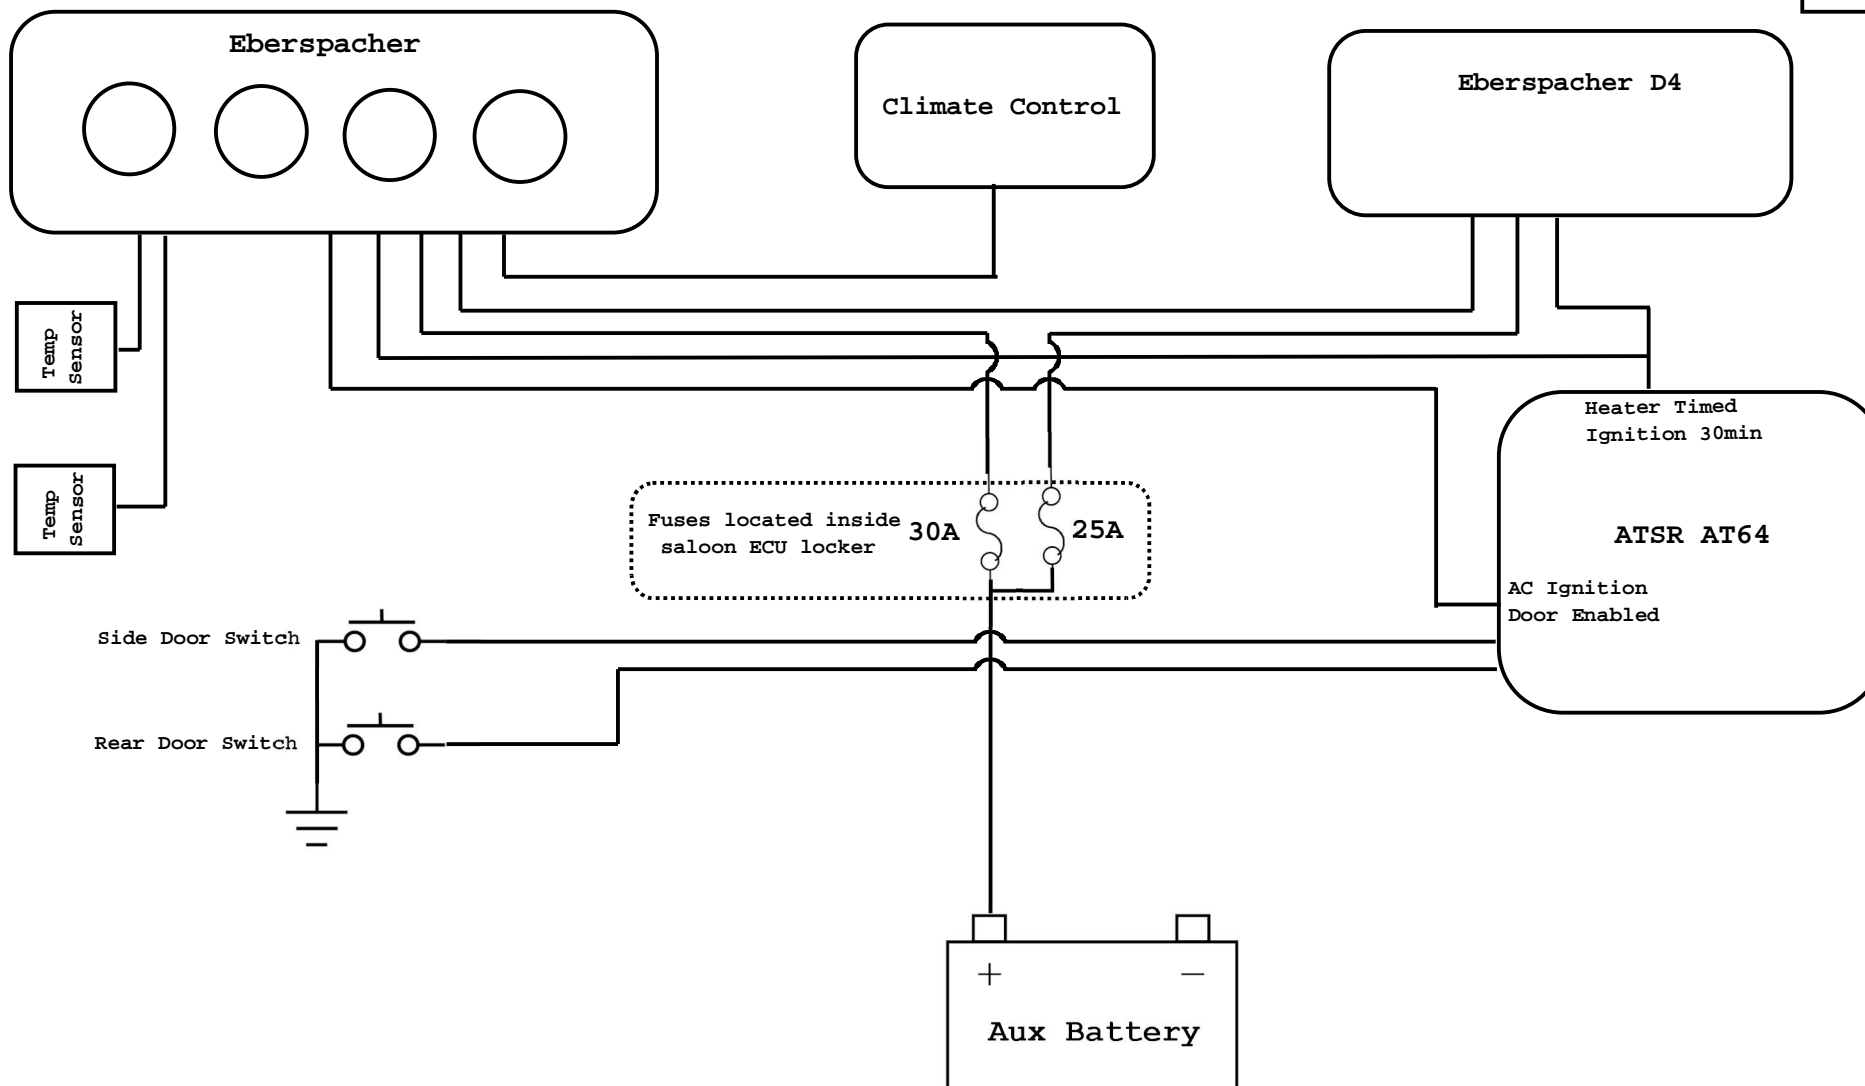 Eberspacher
Climate Control
Eberspacher D4
Temp
Sensor
Temp
Sensor
Heater Timed
Ignition 30min
Fuses located inside
saloon ECU locker
30A
25A
ATSR AT64
AC Ignition
Door Enabled
Side Door Switch
Rear Door Switch
+
—
Aux Battery